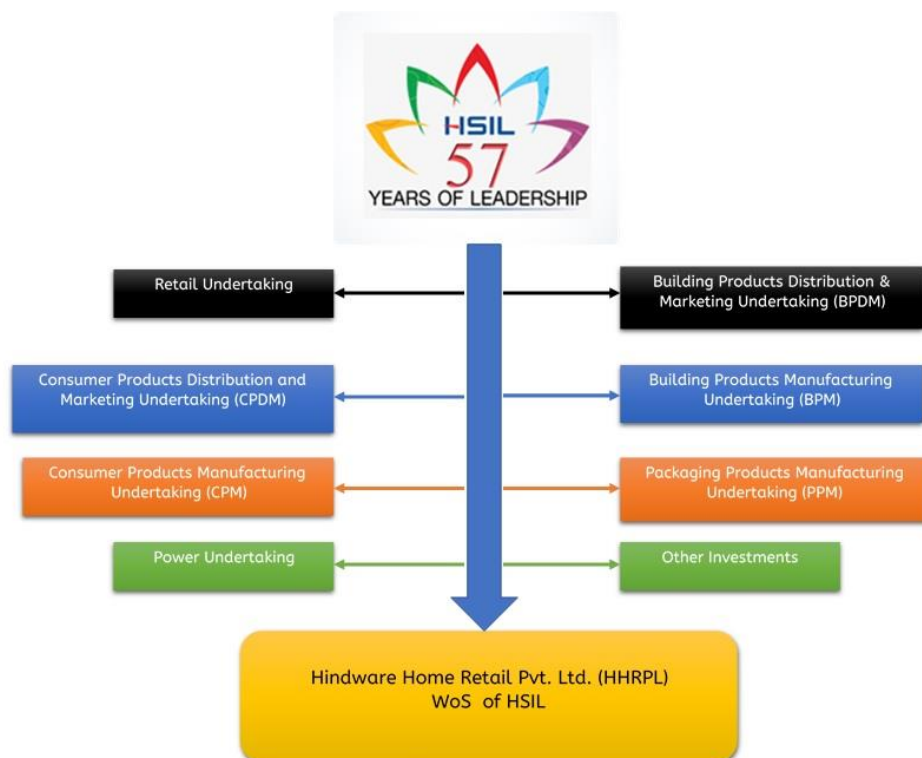 HSIL
57
YEARS OF LEADERSHIP
Retail Undertaking
Building Products Distribution &
Marketing Undertaking (BPDM)
Consumer Products Distribution and
Marketing Undertaking (CPDM)
Building Products Manufacturing
Undertaking (BPM)
Consumer Products Manufacturing
Undertaking (CPM)
Packaging Products Manufacturing
Undertaking (PPM)
Power Undertaking
Other Investments
Hindware Home Retail Pvt. Ltd. (HHRPL)
WoS of HSIL